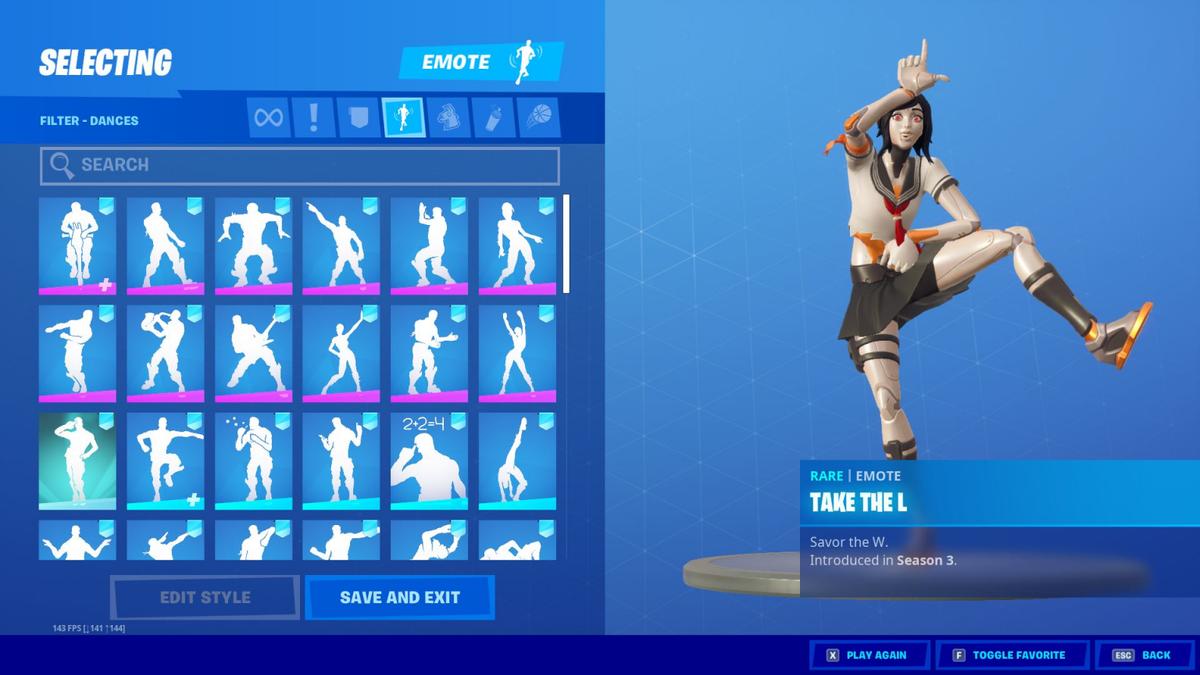 SELECTING
EMOTE
FILTER - DANCES
SEARCH
2+2=4
RARE | EMOTE
TAKE THE L
Savor the W.
Introduced in Season 3.
EDIT STYLE
SAVE AND EXIT
143 FPS [↓141 ↑144]
X PLAY AGAIN
F TOGGLE FAVORITE
ESC BACK